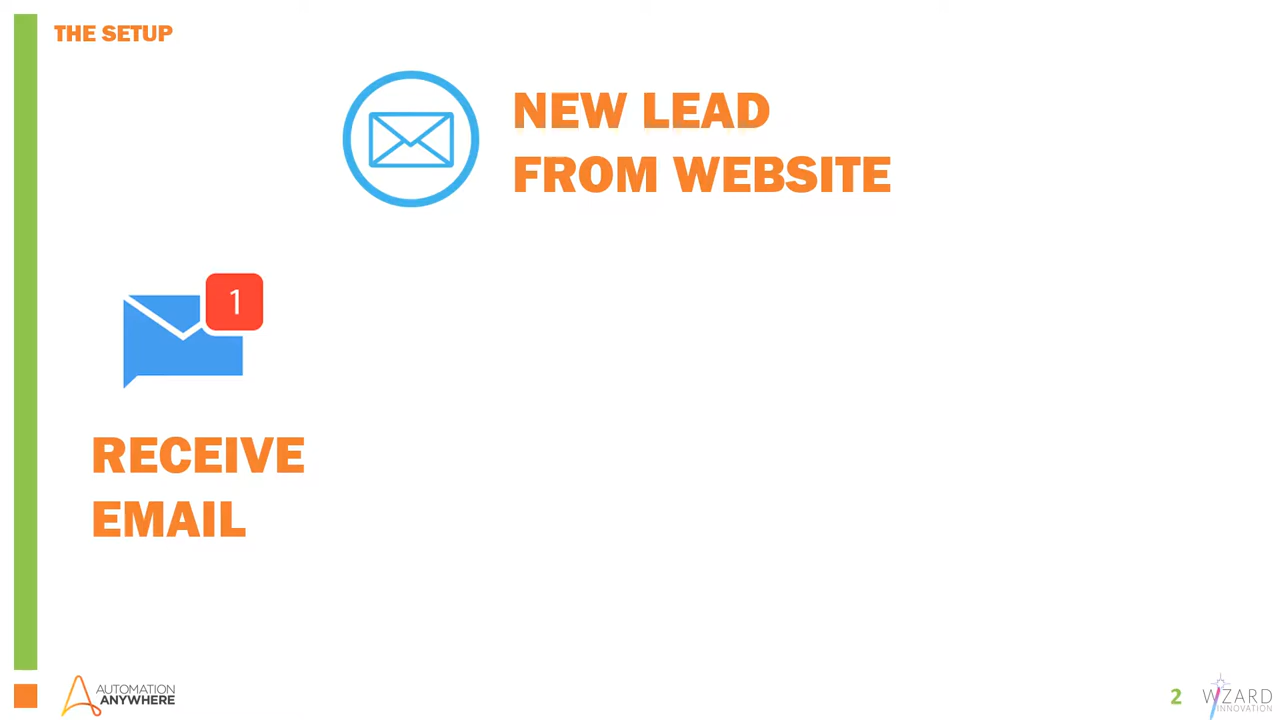 THE SETUP
NEW LEAD
FROM WEBSITE
1
RECEIVE
EMAIL
AUTOMATION
ANYWHERE
2
WIZARD
INNOVATION